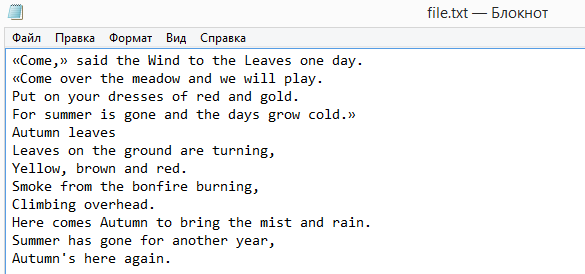 file.txt — Блокнот
Файл Правка Формат Вид Справка
«Come,» said the Wind to the Leaves one day.
«Come over the meadow and we will play.
Put on your dresses of red and gold.
For summer is gone and the days grow cold.»
Autumn leaves
Leaves on the ground are turning,
Yellow, brown and red.
Smoke from the bonfire burning,
Climbing overhead.
Here comes Autumn to bring the mist and rain.
Summer has gone for another year,
Autumn's here again.